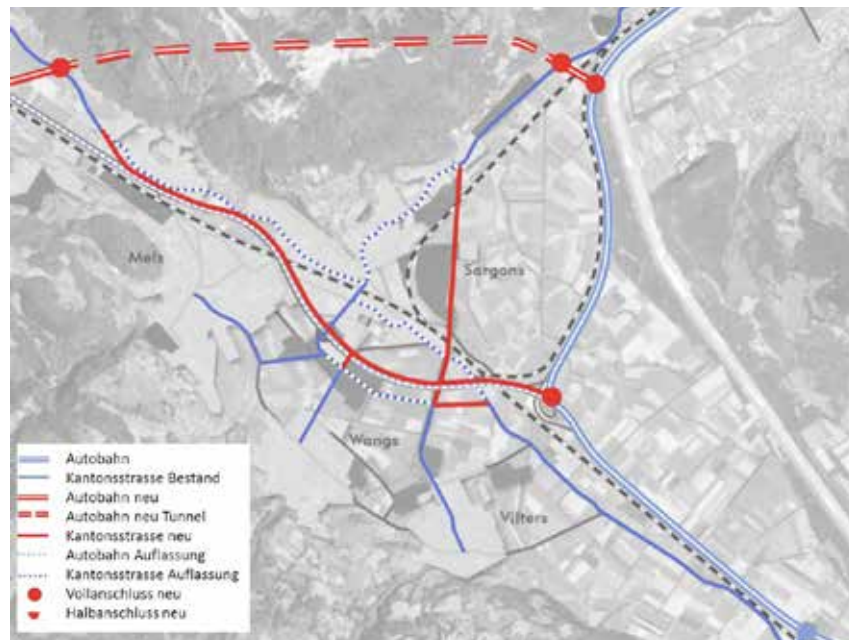 Mels
Sargans
Wangs
Vilters
Autobahn
Kantonsstrasse Bestand
Autobahn neu
Autobahn neu Tunnel
Kantonsstrasse neu
Autobahn Auflassung
Kantonsstrasse Auflassung
Vollanschluss neu
Halbanschluss neu